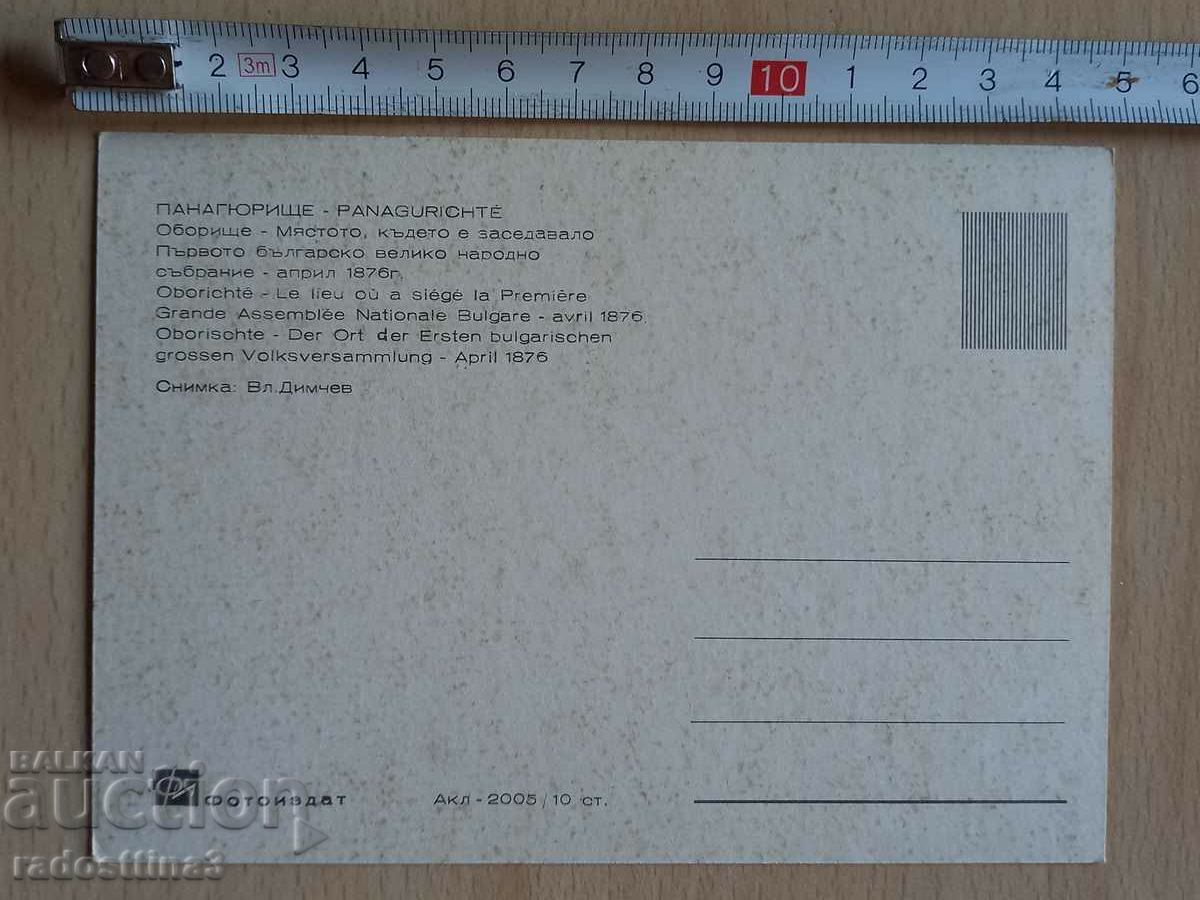 2 3m 3 4 5 6 7 8 9 10 1 2 3 4 5 6
ПАНАГЮРИЩЕ - PANAGURICHTÉ
Оборище - Мястото, където е заседавало
Първото българско велико народно
събрание - април 1876г.
Oborichté - Le lieu où a siégé la Première
Grande Assemblée Nationale Bulgare - avril 1876.
Oborischte - Der Ort der Ersten bulgarischen
grossen Volksversammlung - April 1876
Снимка: Вл.Димчев
Фотоиздат Акл - 2005/10 ст.
BALKAN
auction
radosttina3